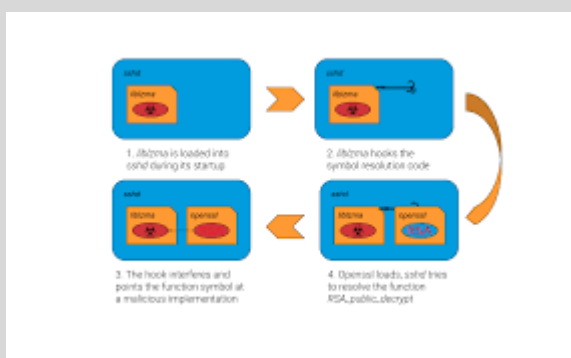 sshd
liblzma
1. liblzma is loaded into
sshd during its startup
sshd
liblzma
2. liblzma hooks the
symbol resolution code
sshd
liblzma
openssl
3. The hook interferes and
points the function symbol at
a malicious implementation
sshd
liblzma
openssl
RSA
4. Openssl loads, sshd tries
to resolve the function
RSA_public_decrypt